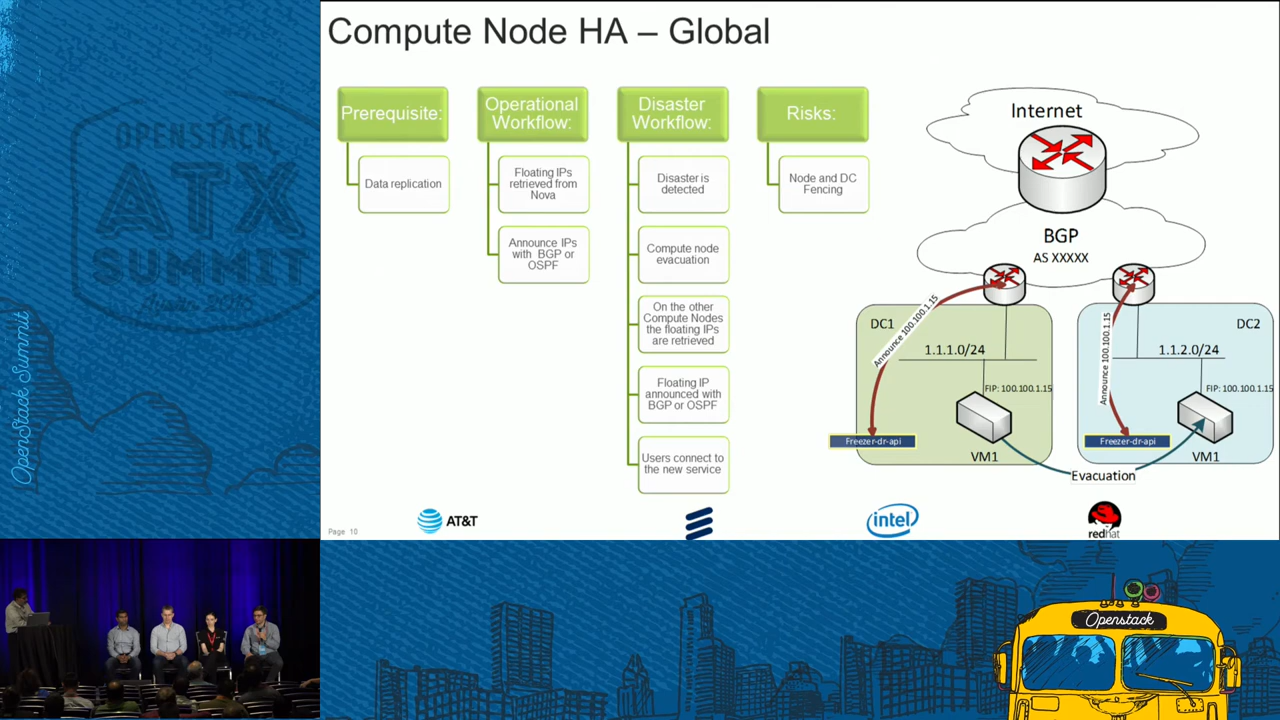 Compute Node HA – Global
Prerequisite:
Data replication
Operational
Workflow:
Floating IPs
retrieved from
Nova
Announce IPs
with BGP or
OSPF
Disaster
Workflow:
Disaster is
detected
Compute node
evacuation
On the other
Compute Nodes
the floating IPs
are retrieved
Floating IP
announced with
BGP or OSPF
Users connect to
the new service
Risks:
Node and DC
Fencing
Internet
BGP
AS XXXXX
DC1
Announce 100.100.1.15
1.1.1.0/24
FIP: 100.100.1.15
Freezer-dr-api
VM1
DC2
Announce 100.100.1.15
1.1.2.0/24
FIP: 100.100.1.15
Freezer-dr-api
VM1
Evacuation
Page 10
AT&T
intel
redhat
OPENSTACK
ATX
SUMMIT
OpenStack Summit
Openstack